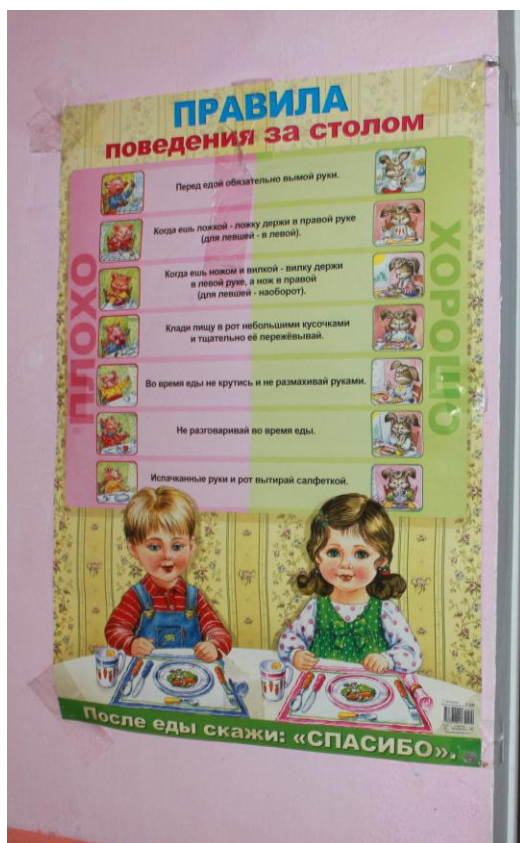 ПРАВИЛА
поведения за столом
ПЛОХО
ХОРОШО
Перед едой обязательно вымой руки.
Когда ешь ложкой - ложку держи в правой руке
(для левшей - в левой).
Когда ешь ножом и вилкой - вилку держи
в левой руке, а нож в правой
(для левшей - наоборот).
Клади пищу в рот небольшими кусочками
и тщательно её пережёвывай.
Во время еды не крутись и не размахивай руками.
Не разговаривай во время еды.
Испачканные руки и рот вытирай салфеткой.
После еды скажи: «СПАСИБО».